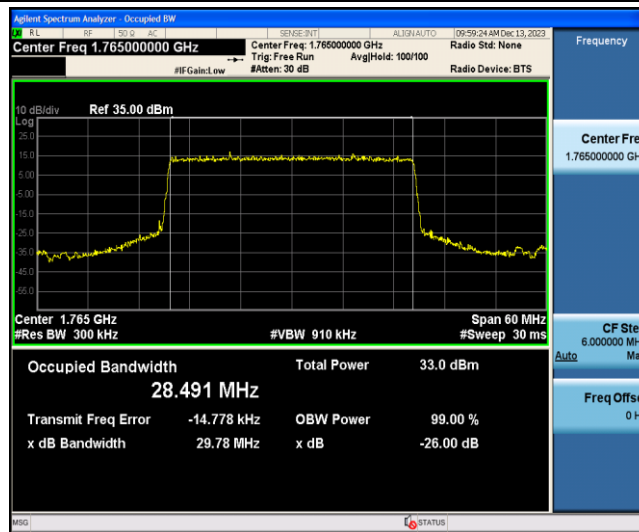 Agilent Spectrum Analyzer - Occupied BW
RL RF 50 Ω AC SENSE:INT ALIGNAUTO 09:59:24 AM Dec 13, 2023
Center Freq 1.765000000 GHz
Center Freq: 1.765000000 GHz
Radio Std: None
Trig: Free Run Avg|Hold: 100/100
#IFGain:Low
#Atten: 30 dB
Radio Device: BTS
10 dB/div Ref 35.00 dBm
Log
25.0
15.0
5.00
-5.00
-15.0
-25.0
-35.0
-45.0
-55.0
Center 1.765 GHz Span 60 MHz
#Res BW 300 kHz #VBW 910 kHz #Sweep 30 ms
Occupied Bandwidth Total Power 33.0 dBm
28.491 MHz
Transmit Freq Error -14.778 kHz OBW Power 99.00 %
x dB Bandwidth 29.78 MHz x dB -26.00 dB
MSG STATUS
Frequency
Center Fre
1.765000000 GH
CF Ste
6.000000 MH
Auto Ma
Freq Offs
0 H